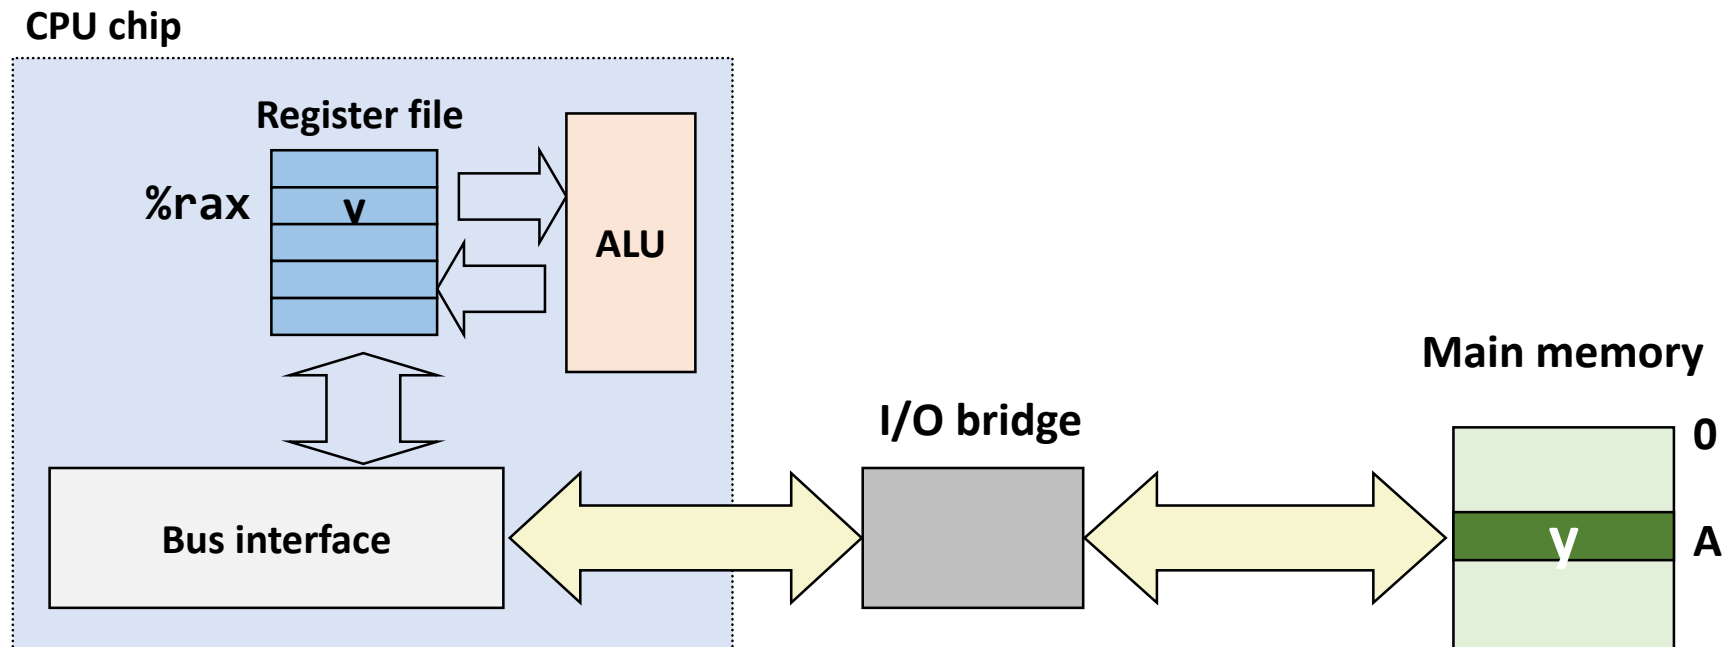 CPU chip
Register file
%rax
y
ALU
Main memory
I/O bridge
0
Bus interface
y
A